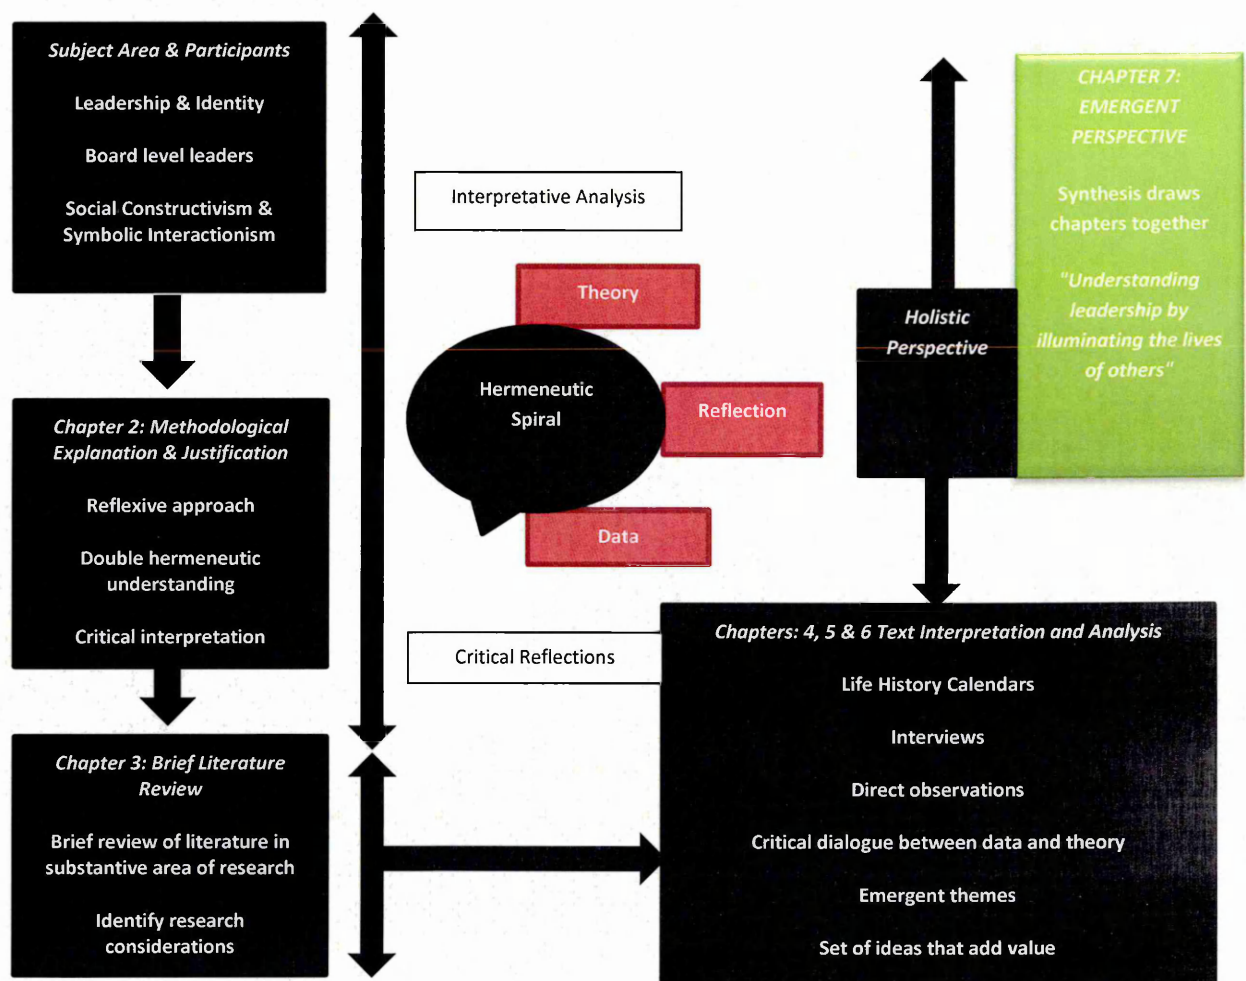 Subject Area & Participants
Leadership & Identity
Board level leaders
Social Constructivism &
Symbolic Interactionism
Chapter 2: Methodological
Explanation & Justification
Reflexive approach
Double hermeneutic
understanding
Critical interpretation
Chapter 3: Brief Literature
Review
Brief review of literature in
substantive area of research
Identify research
considerations
Interpretative Analysis
Theory
Hermeneutic
Spiral
Reflection
Data
Critical Reflections
Holistic
Perspective
CHAPTER 7:
EMERGENT
PERSPECTIVE
Synthesis draws
chapters together
"Understanding
leadership by
illuminating the lives
of others"
Chapters: 4, 5 & 6 Text Interpretation and Analysis
Life History Calendars
Interviews
Direct observations
Critical dialogue between data and theory
Emergent themes
Set of ideas that add value